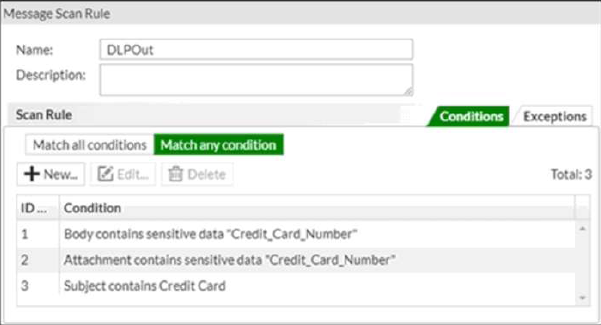 Message Scan Rule
Name: DLPOut
Description:
Scan Rule Conditions Exceptions
Match all conditions Match any condition
New... Edit... Delete Total: 3
ID ... Condition
1 Body contains sensitive data "Credit_Card_Number"
2 Attachment contains sensitive data "Credit_Card_Number"
3 Subject contains Credit Card